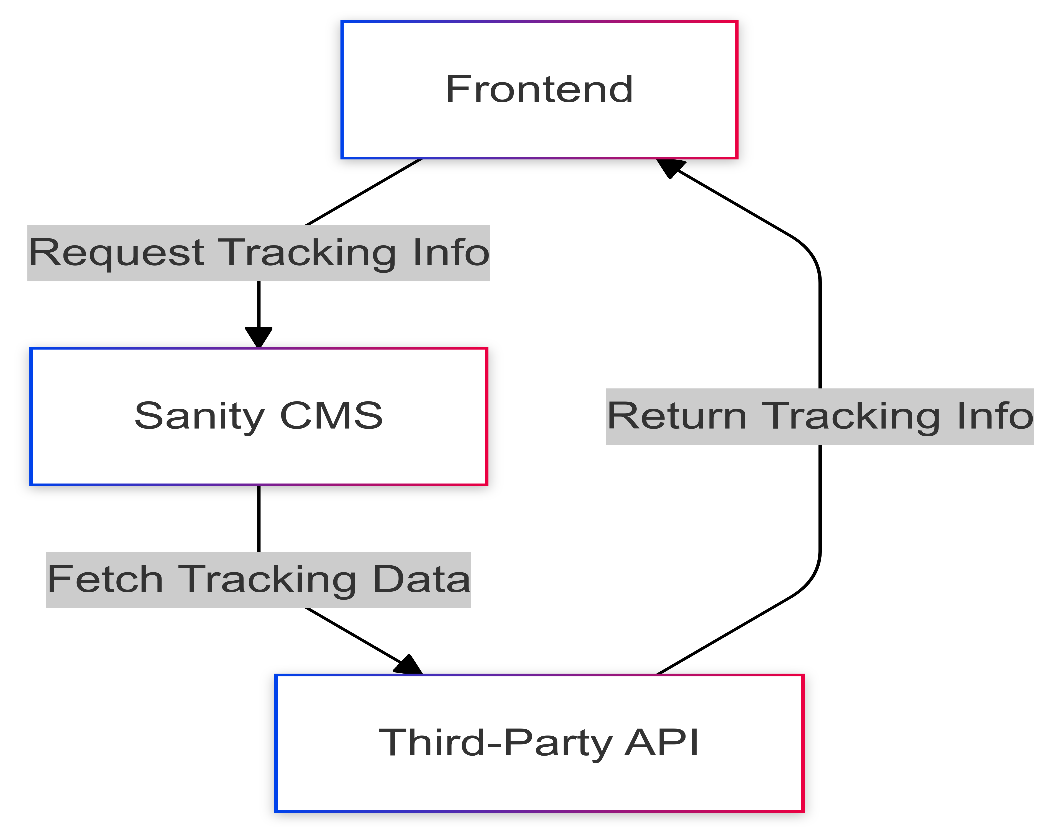 Frontend
Request Tracking Info
Sanity CMS
Return Tracking Info
Fetch Tracking Data
Third-Party API